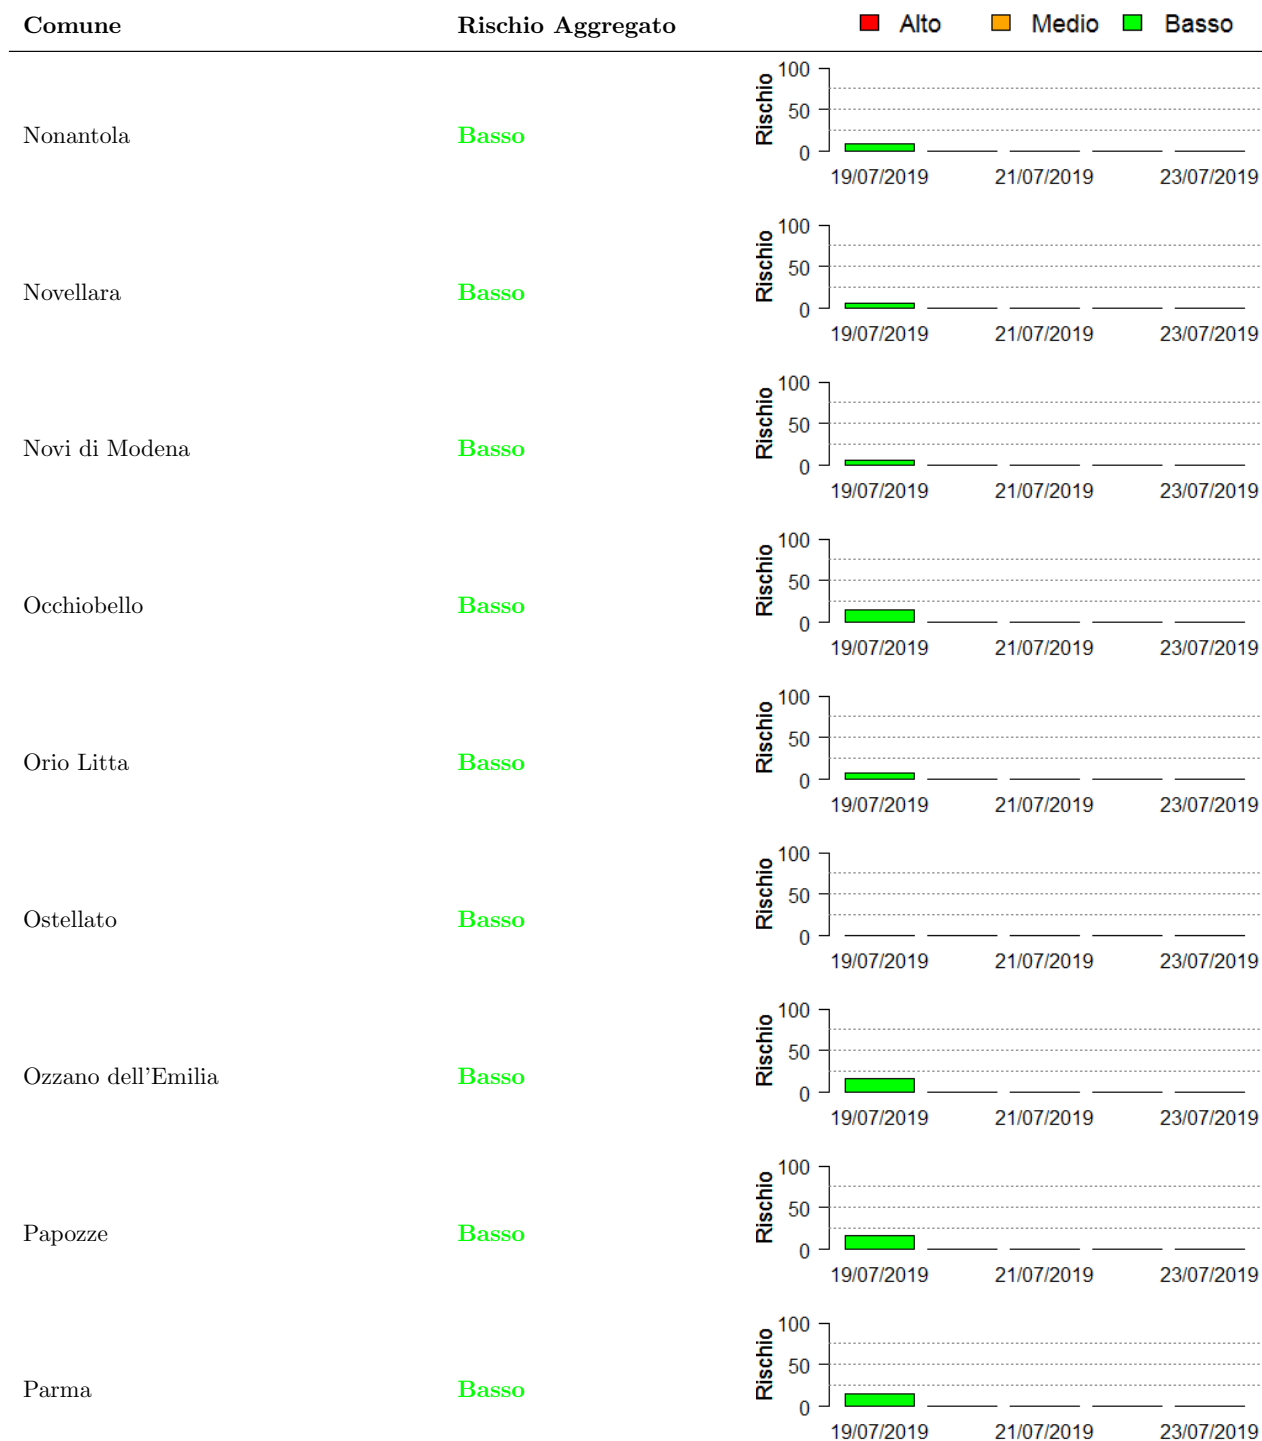 Comune Rischio Aggregato Alto Medio Basso
Nonantola Basso
Rischio
100
50
0
19/07/2019 21/07/2019 23/07/2019
Novellara Basso
Rischio
100
50
0
19/07/2019 21/07/2019 23/07/2019
Novi di Modena Basso
Rischio
100
50
0
19/07/2019 21/07/2019 23/07/2019
Occhiobello Basso
Rischio
100
50
0
19/07/2019 21/07/2019 23/07/2019
Orio Litta Basso
Rischio
100
50
0
19/07/2019 21/07/2019 23/07/2019
Ostellato Basso
Rischio
100
50
0
19/07/2019 21/07/2019 23/07/2019
Ozzano dell'Emilia Basso
Rischio
100
50
0
19/07/2019 21/07/2019 23/07/2019
Papozze Basso
Rischio
100
50
0
19/07/2019 21/07/2019 23/07/2019
Parma Basso
Rischio
100
50
0
19/07/2019 21/07/2019 23/07/2019